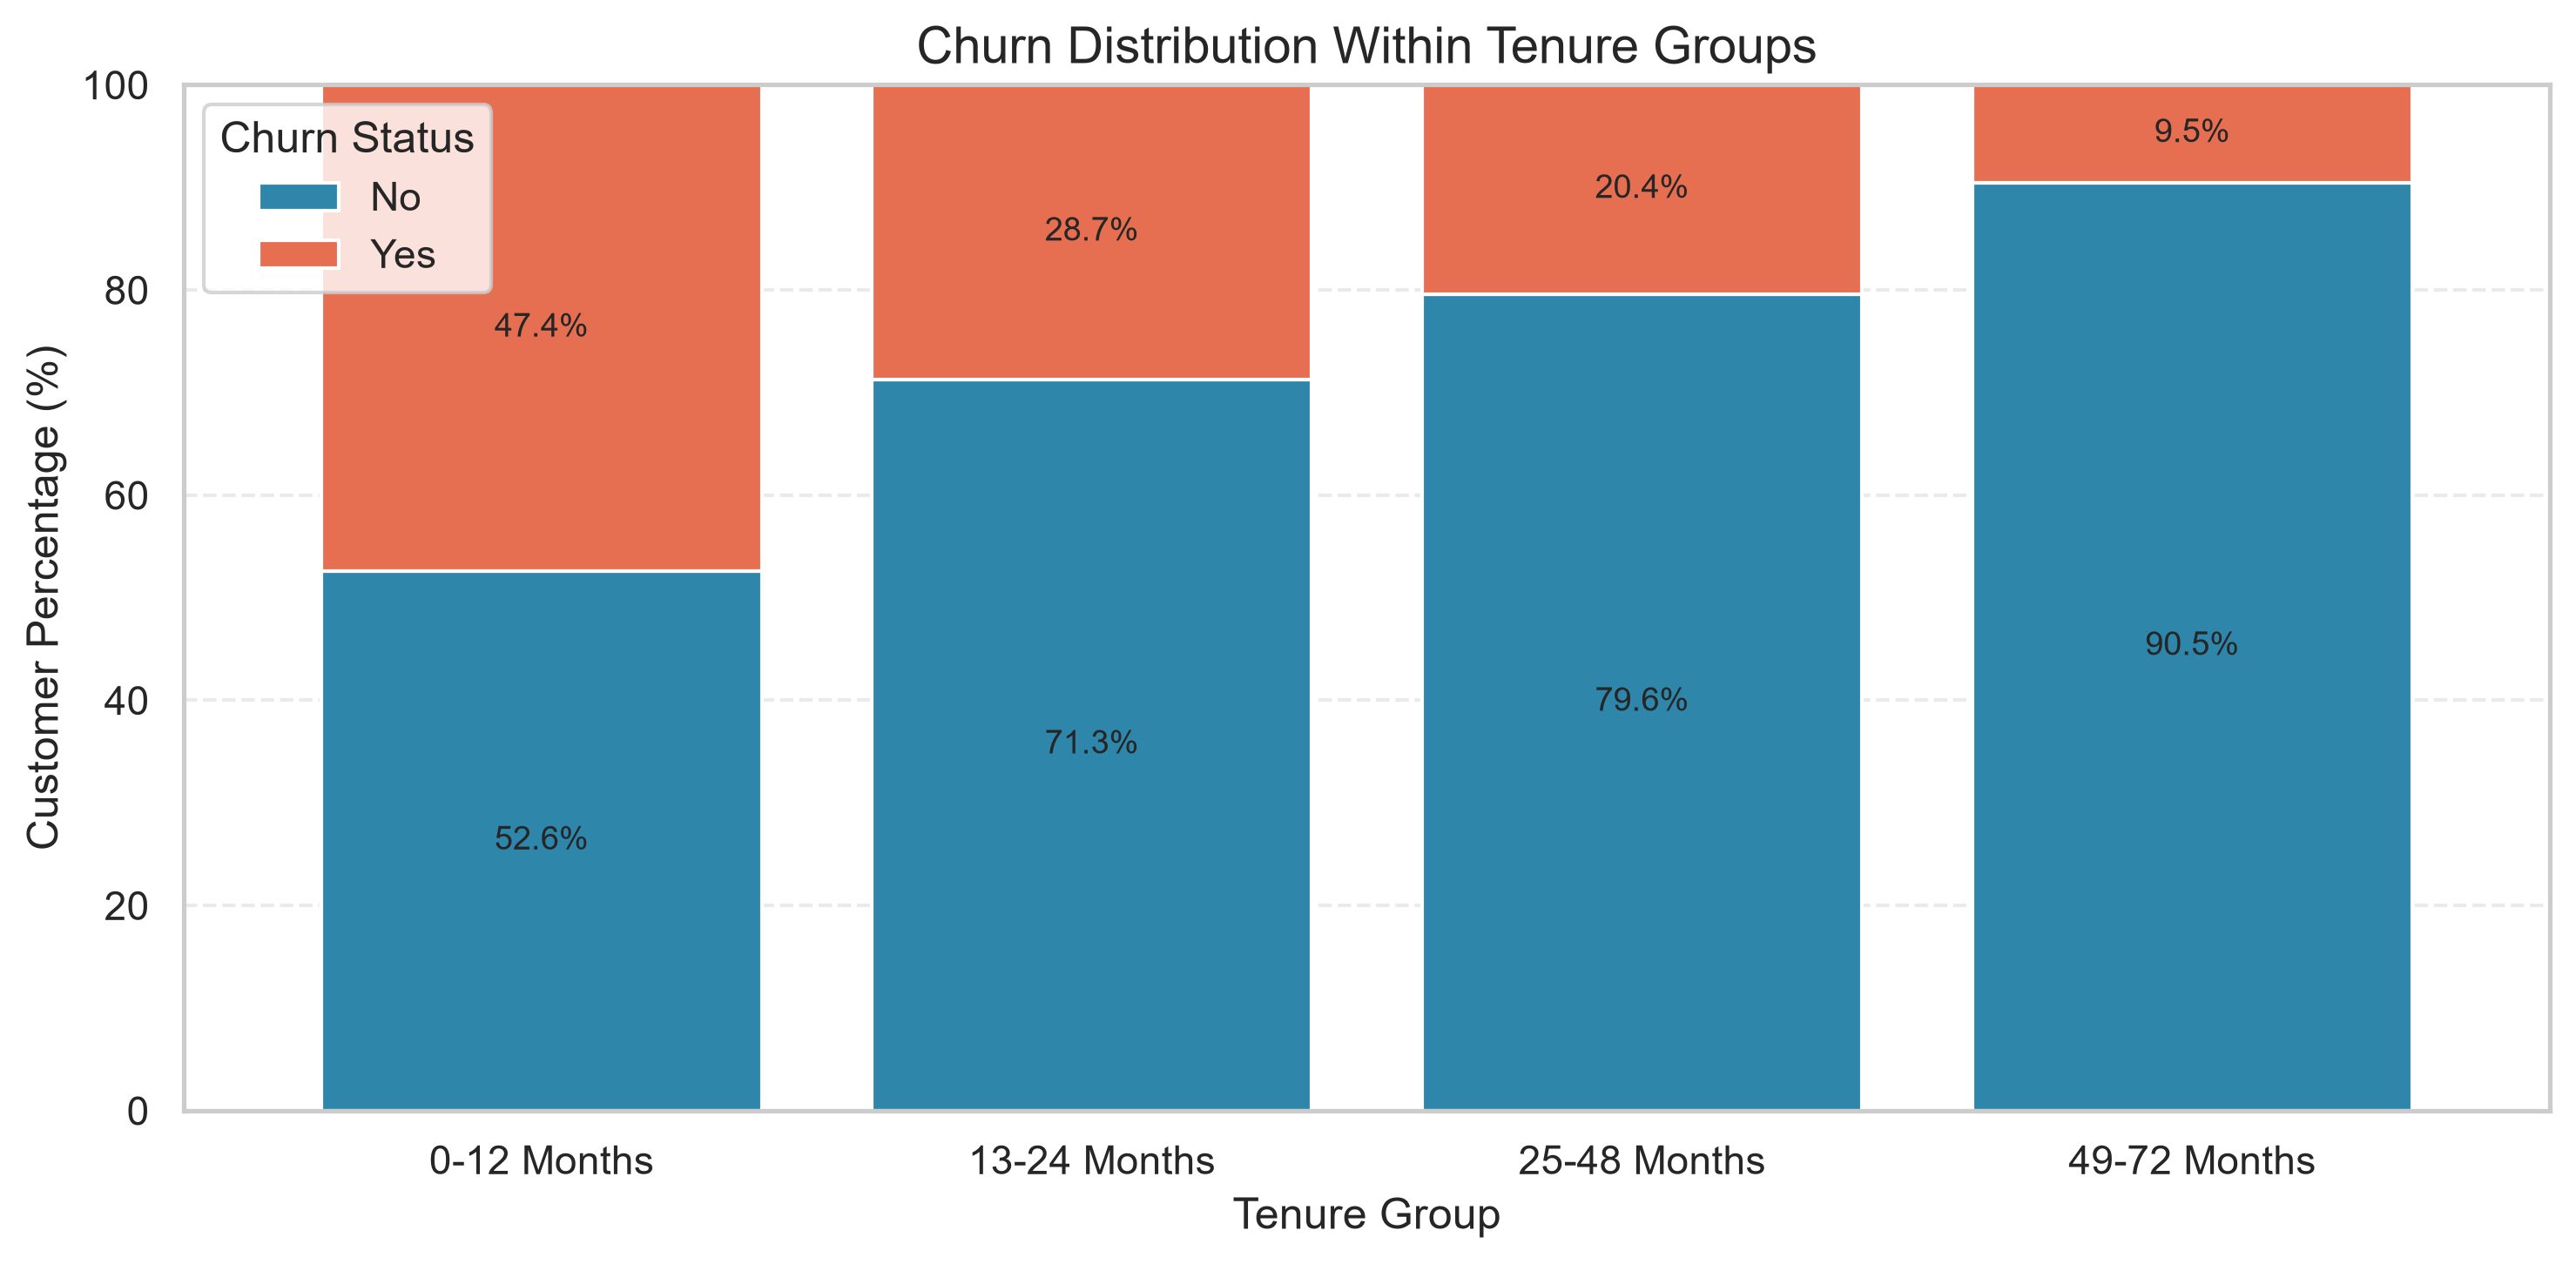 Churn Distribution Within Tenure Groups
Customer Percentage (%)
100
80
60
40
20
0
Churn Status
No
Yes
47.4%
52.6%
28.7%
71.3%
20.4%
79.6%
9.5%
90.5%
0-12 Months
13-24 Months
25-48 Months
49-72 Months
Tenure Group